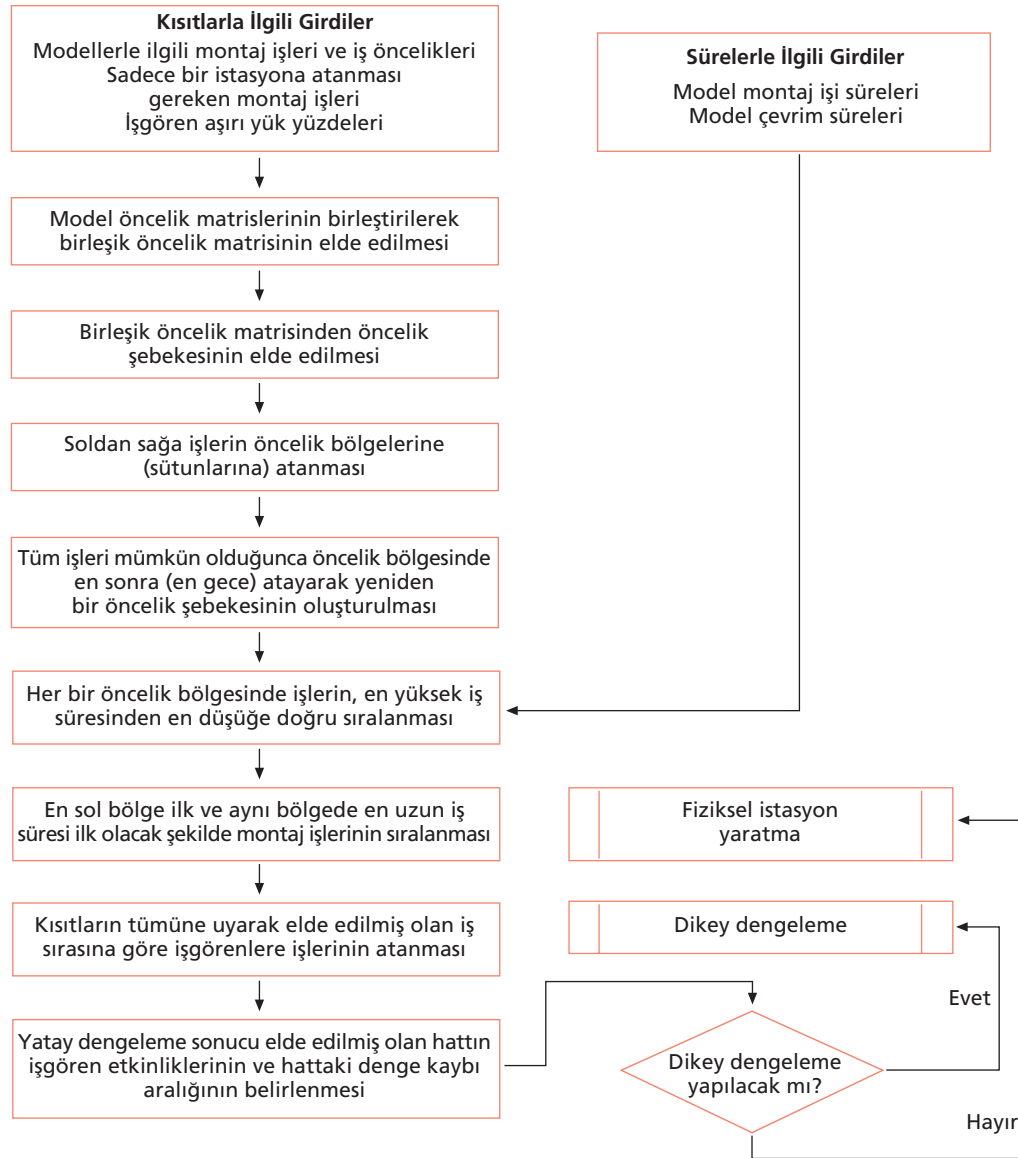 Kısıtlarla İlgili Girdiler
Modellerle ilgili montaj işleri ve iş öncelikleri
Sadece bir istasyona atanması
gereken montaj işleri
İşgören aşırı yük yüzdeleri
Sürelerle İlgili Girdiler
Model montaj işi süreleri
Model çevrim süreleri
Model öncelik matrislerinin birleştirilerek
birleşik öncelik matrisinin elde edilmesi
Birleşik öncelik matrisinden öncelik
şebekesinin elde edilmesi
Soldan sağa işlerin öncelik bölgelerine
(sütunlarına) atanması
Tüm işleri mümkün olduğunca öncelik bölgesinde
en sonra (en gece) atayarak yeniden
bir öncelik şebekesinin oluşturulması
Her bir öncelik bölgesinde işlerin, en yüksek iş
süresinden en düşüğe doğru sıralanması
En sol bölge ilk ve aynı bölgede en uzun iş
süresi ilk olacak şekilde montaj işlerinin sıralanması
Fiziksel istasyon
yaratma
Kısıtların tümüne uyarak elde edilmiş olan iş
sırasına göre işgörenlere işlerinin atanması
Dikey dengeleme
Evet
Yatay dengeleme sonucu elde edilmiş olan hattın
işgören etkinliklerinin ve hattaki denge kaybı
aralığının belirlenmesi
Dikey dengeleme
yapılacak mı?
Hayır